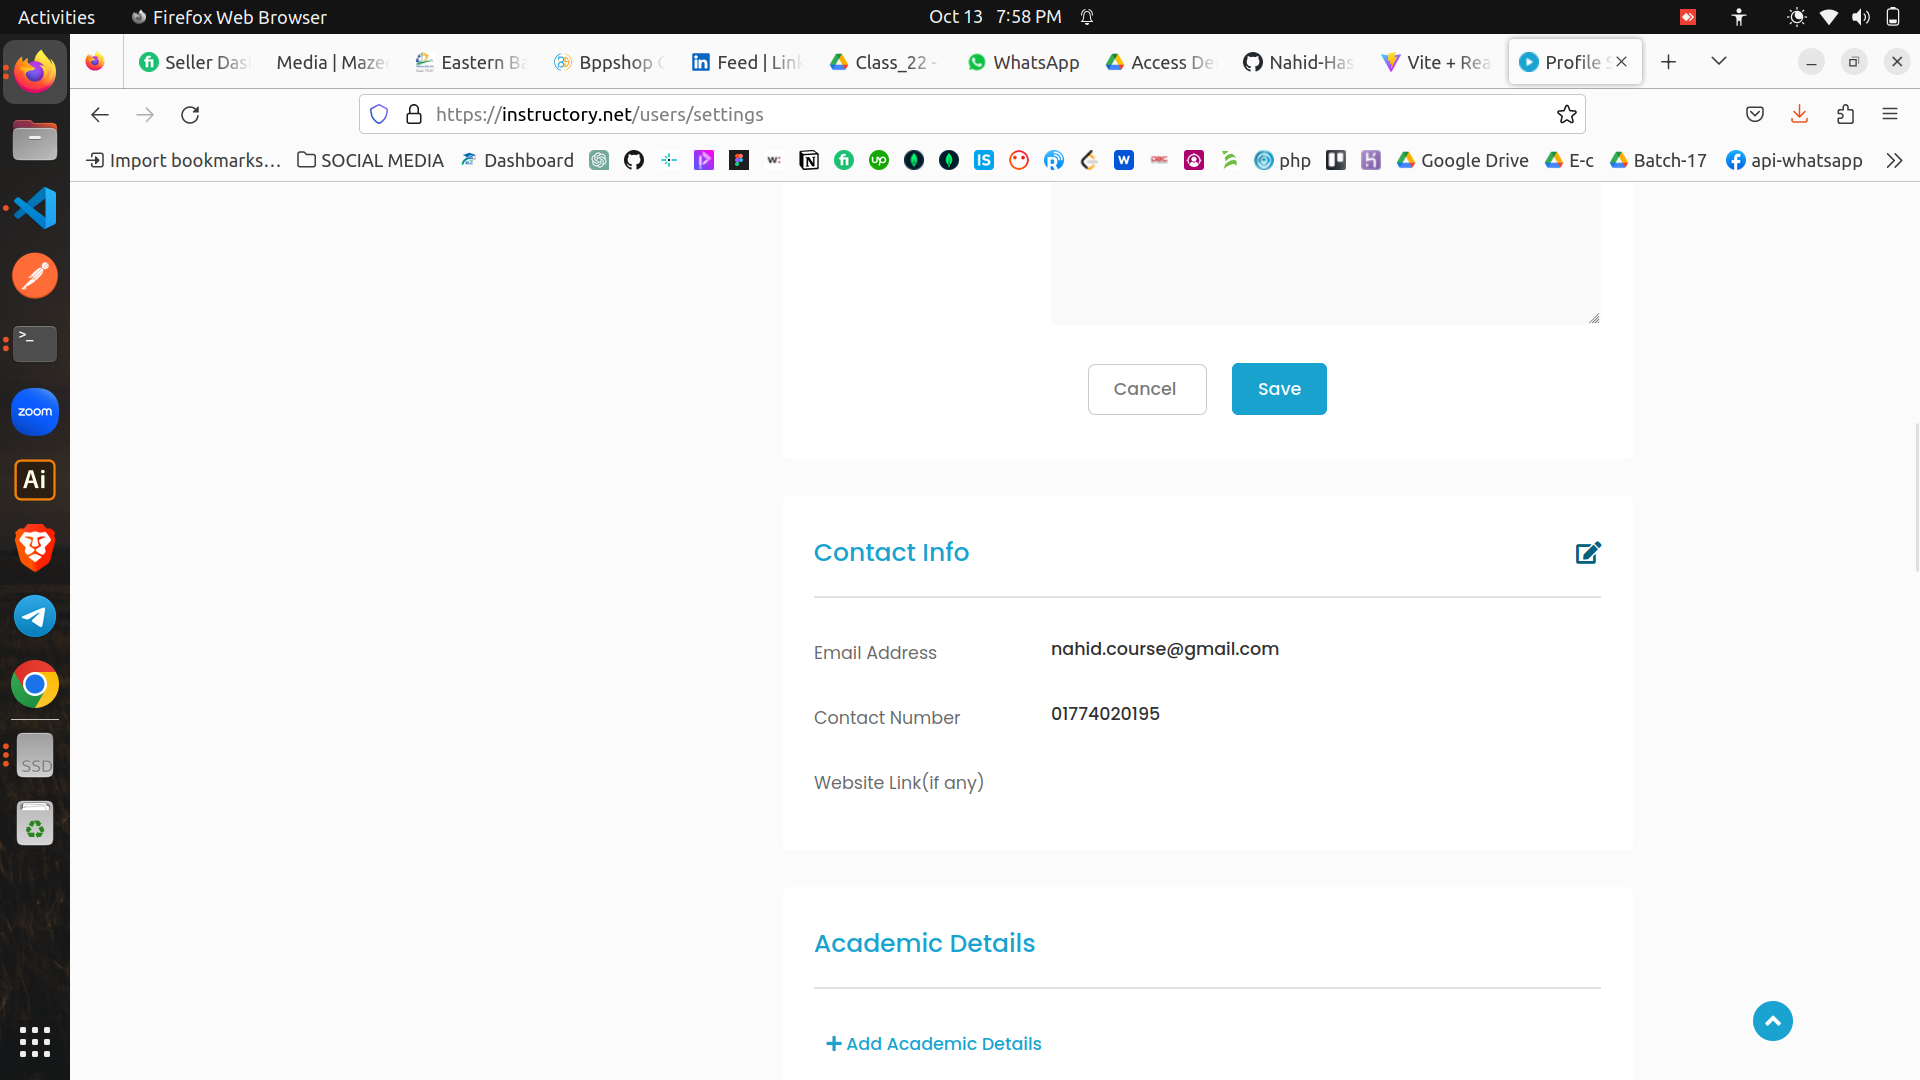 Activities
Firefox Web Browser
Oct 13 7:58 PM
Seller Das
Media | Maze
Eastern Ba
Bppshop
Feed | Link
Class_22 -
WhatsApp
Access De
Nahid-Has
Vite + Rea
Profile S
https://instructory.net/users/settings
Import bookmarks...
SOCIAL MEDIA
Dashboard
php
Google Drive
E-c
Batch-17
api-whatsapp
zoom
Ai
SSD
Cancel
Save
Contact Info
Email Address
nahid.course@gmail.com
Contact Number
01774020195
Website Link(if any)
Academic Details
Add Academic Details